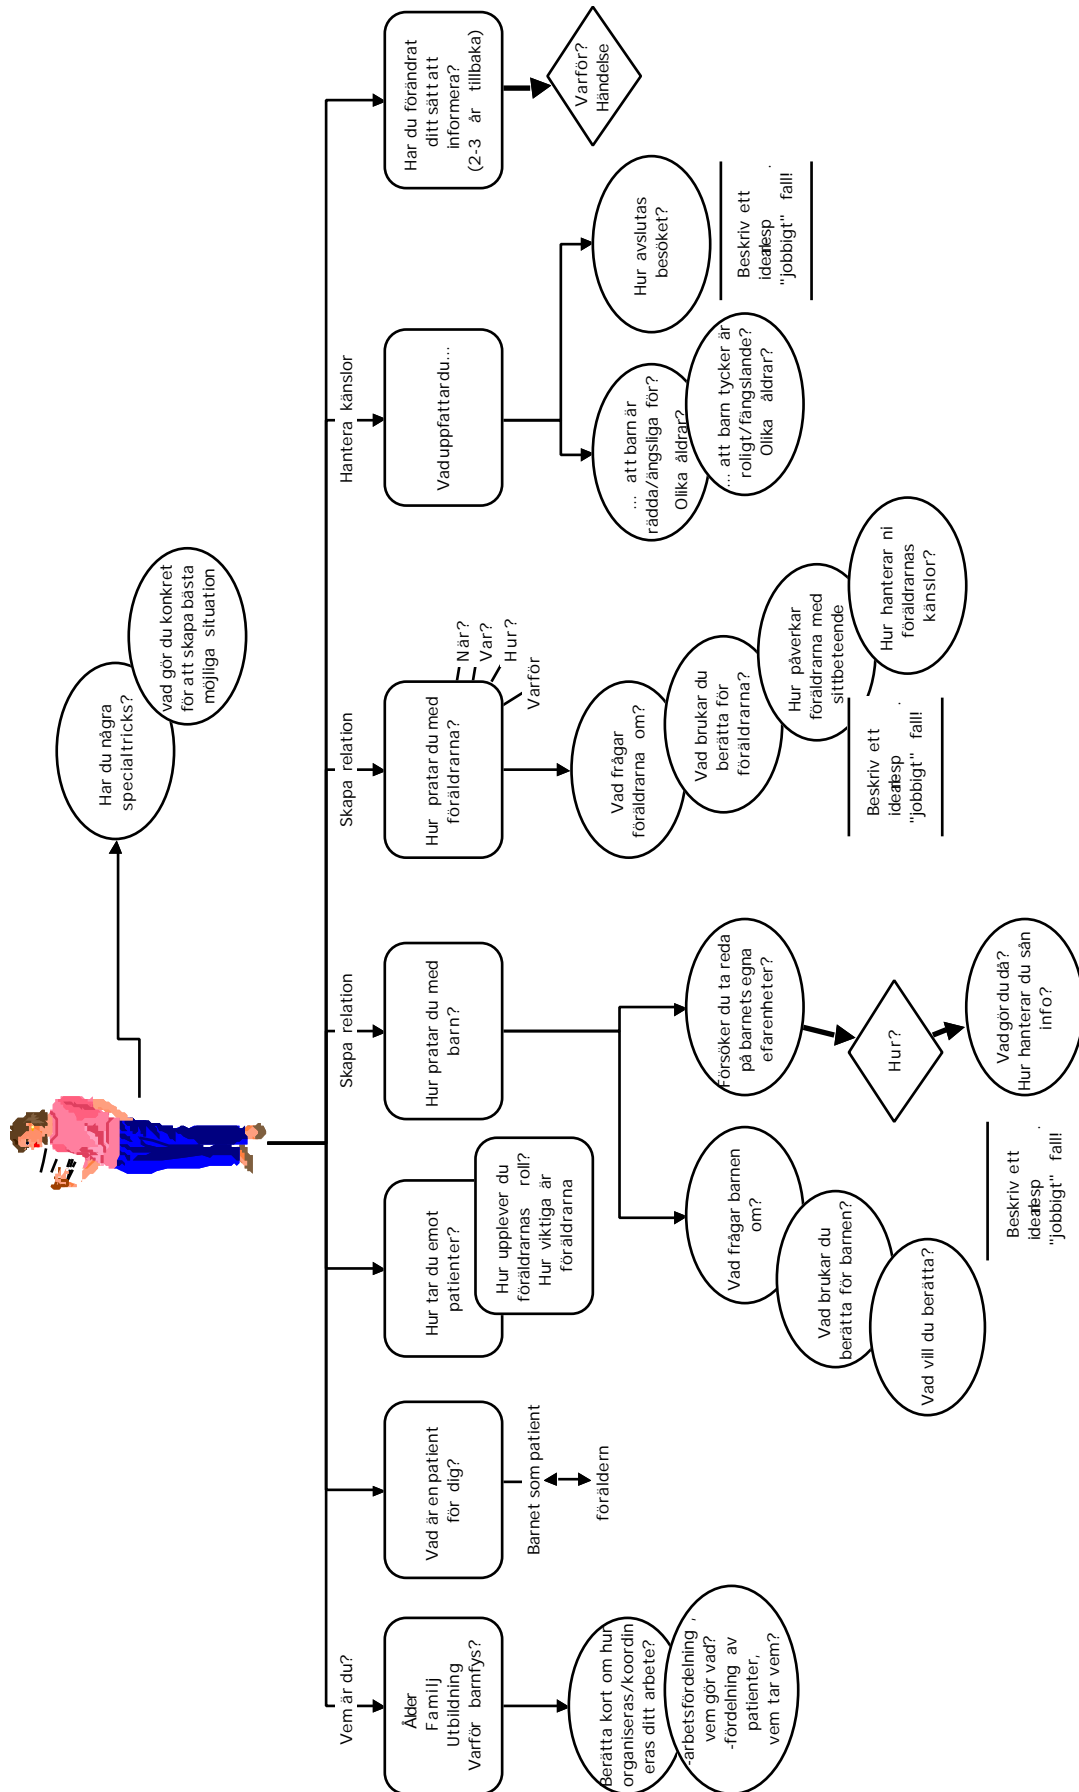 Har du några
specialtricks?
vad gör du konkret
för att skapa bästa
möjliga situation
Vem är du?
Ålder
Familj
Utbildning
Varför barnfys?
Berätta kort om hur
organiseras/koordin
eras ditt arbete?
-arbetsfördelning,
vem gör vad?
-fördelning av
patienter,
vem tar vem?
Vad är en patient
för dig?
Barnet som patient
föräldern
Hur tar du emot
patienter?
Hur upplever du
föräldrarnas roll?
Hur viktiga är
föräldrarna
Skapa relation
Hur pratar du med
barn?
Vad frågar barnen
om?
Vad brukar du
berätta för barnen?
Vad vill du berätta?
Försöker du ta reda
på barnets egna
efarenheter?
Hur?
Vad gör du då?
Hur hanterar du sån
info?
Beskriv ett
ideal resp.
"jobbigt" fall!
Skapa relation
Hur pratar du med
föräldrarna?
När?
Var?
Hur?
Varför
Vad frågar
föräldrarna om?
Vad brukar du
berätta för
föräldrarna?
Hur påverkar
föräldrarna med
sitt beteende
Hur hanterar ni
föräldrarnas
känslor?
Beskriv ett
ideal resp.
"jobbigt" fall!
Hantera känslor
Vad uppfattar du...
... att barn är
rädda/ängsliga för?
Olika åldrar?
... att barn tycker är
roligt/fängslande?
Olika åldrar?
Hur avslutas
besöket?
Beskriv ett
ideal resp.
"jobbigt" fall!
Har du förändrat
ditt sätt att
informera?
(2-3 år tillbaka)
Varför?
Händelse